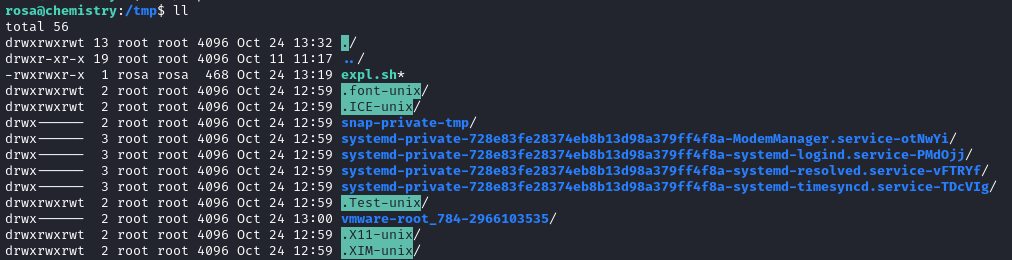 rosa@chemistry:/tmp$ ll
total 56
drwxrwxrwt 13 root root 4096 Oct 24 13:32 ./
drwxr-xr-x 19 root root 4096 Oct 11 11:17 ../
-rwxrwxr-x  1 rosa rosa  468 Oct 24 13:19 expl.sh*
drwxrwxrwt  2 root root 4096 Oct 24 12:59 .font-unix/
drwxrwxrwt  2 root root 4096 Oct 24 12:59 .ICE-unix/
drwx------  2 root root 4096 Oct 24 12:59 snap-private-tmp/
drwx------  3 root root 4096 Oct 24 12:59 systemd-private-728e83fe28374eb8b13d98a379ff4f8a-ModemManager.service-otNwYi/
drwx------  3 root root 4096 Oct 24 12:59 systemd-private-728e83fe28374eb8b13d98a379ff4f8a-systemd-logind.service-PMdOjj/
drwx------  3 root root 4096 Oct 24 12:59 systemd-private-728e83fe28374eb8b13d98a379ff4f8a-systemd-resolved.service-vFTRYf/
drwx------  3 root root 4096 Oct 24 12:59 systemd-private-728e83fe28374eb8b13d98a379ff4f8a-systemd-timesyncd.service-TDcVIg/
drwxrwxrwt  2 root root 4096 Oct 24 12:59 .Test-unix/
drwx------  2 root root 4096 Oct 24 13:00 vmware-root_784-2966103535/
drwxrwxrwt  2 root root 4096 Oct 24 12:59 .X11-unix/
drwxrwxrwt  2 root root 4096 Oct 24 12:59 .XIM-unix/